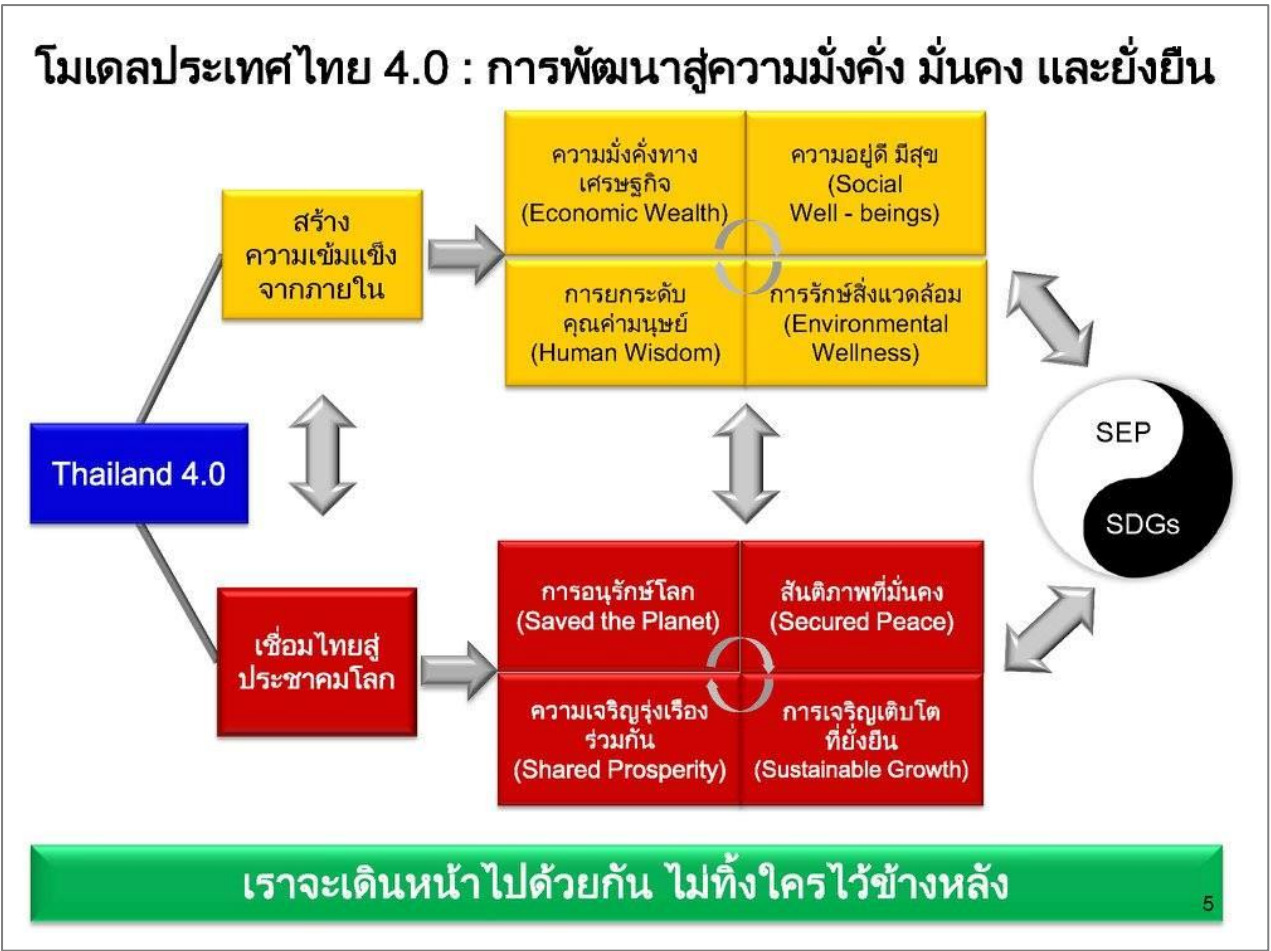 โมเดลประเทศไทย 4.0 : การพัฒนาสู่ความมั่งคั่ง มั่นคง และยั่งยืน
ความมั่งคั่งทาง
เศรษฐกิจ
(Economic Wealth)
ความอยู่ดี มีสุข
(Social
Well - beings)
สร้าง
ความเข้มแข็ง
จากภายใน
การยกระดับ
คุณค่ามนุษย์
(Human Wisdom)
การรักษ์สิ่งแวดล้อม
(Environmental
Wellness)
Thailand 4.0
SEP
SDGs
เชื่อมไทยสู่
ประชาคมโลก
การอนุรักษ์โลก
(Saved the Planet)
สันติภาพที่มั่นคง
(Secured Peace)
ความเจริญรุ่งเรือง
ร่วมกัน
(Shared Prosperity)
การเจริญเติบโต
ที่ยั่งยืน
(Sustainable Growth)
เราจะเดินหน้าไปด้วยกัน ไม่ทิ้งใครไว้ข้างหลัง
5